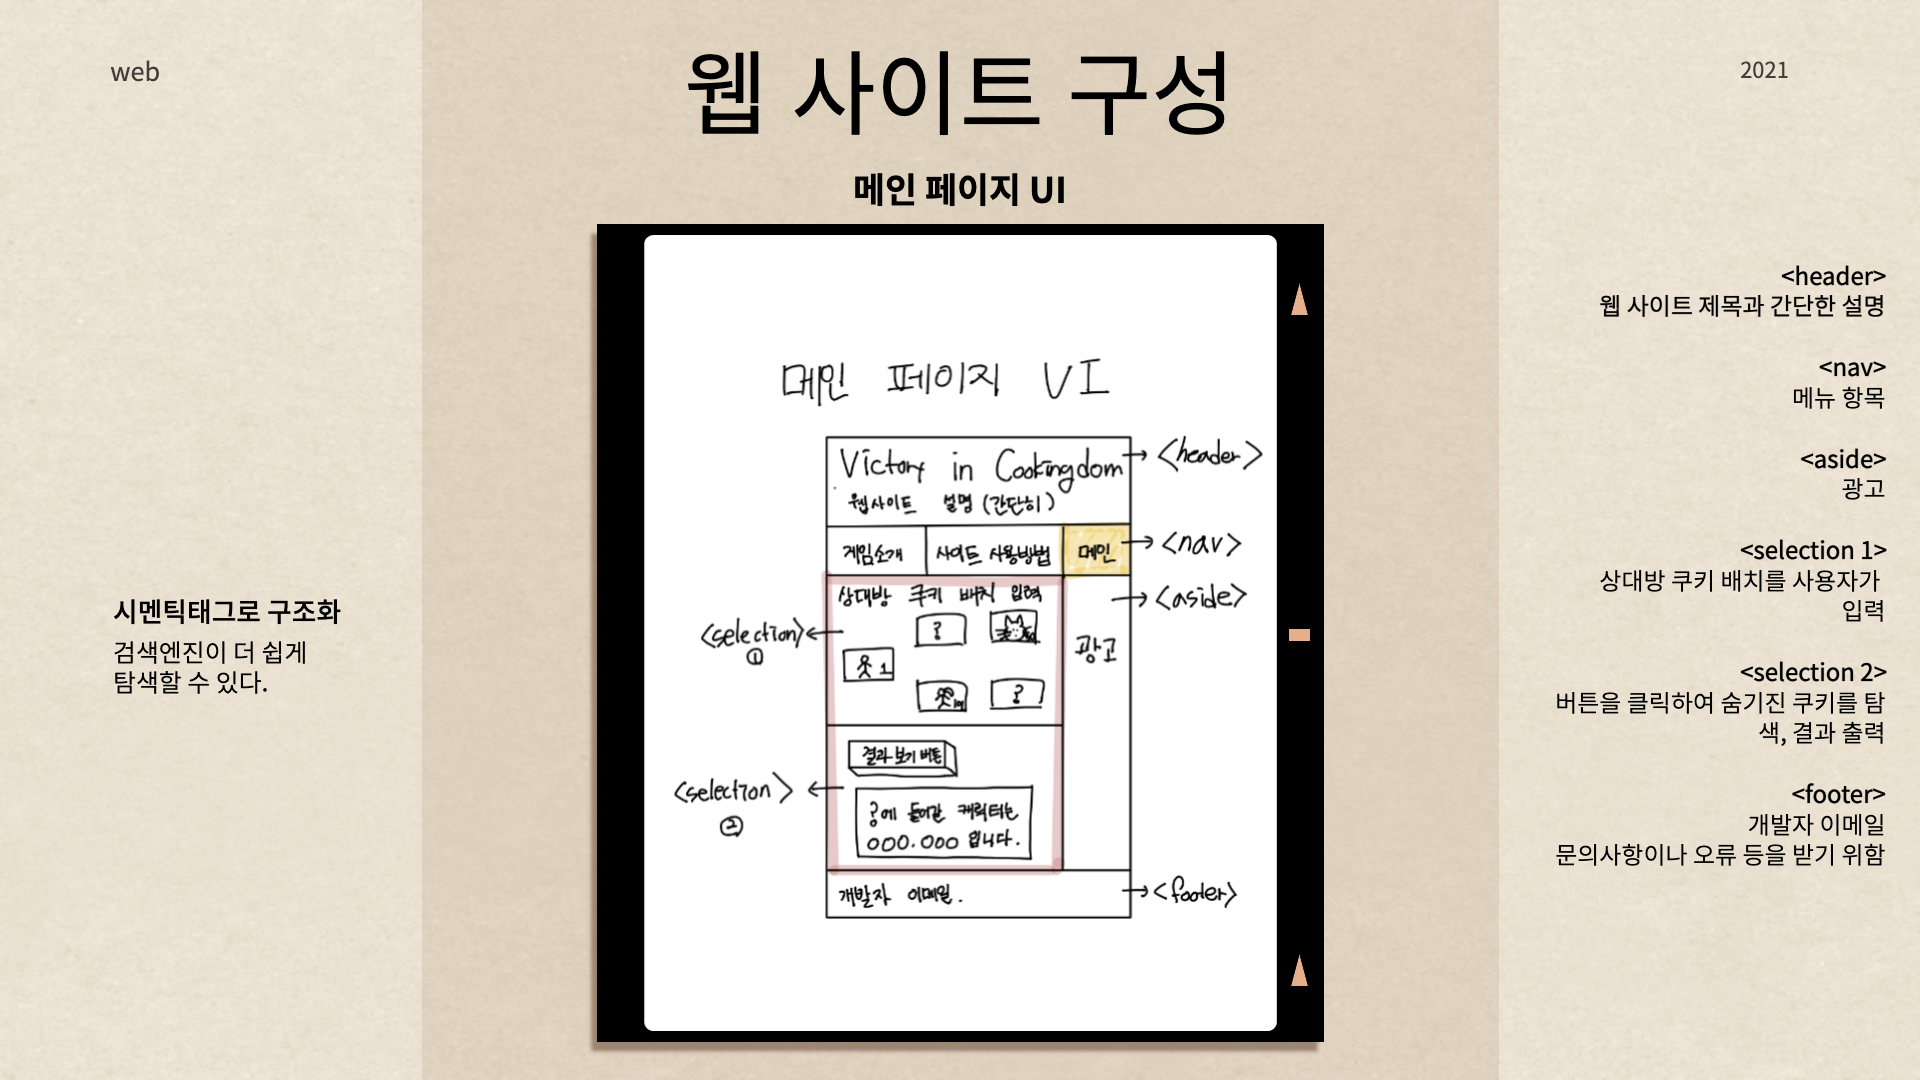 web
2021
웹 사이트 구성
메인 페이지 UI
메인 페이지 UI
Victory in Cookingdom
→ <header>
웹사이트 설명 (간단히)
게임소개
사이트 사용방법
메인
→ <nav>
상대방 쿠키 배치 입력
→ <aside>
<selection> ←
①
?
1
?
광고
결과 보기 버튼
<selection> ←
②
?에 들어갈 캐릭터는
OOO.OOO 입니다.
개발자 이메일.
→ <footer>
시멘틱태그로 구조화
검색엔진이 더 쉽게
탐색할 수 있다.
<header>
웹 사이트 제목과 간단한 설명
<nav>
메뉴 항목
<aside>
광고
<selection 1>
상대방 쿠키 배치를 사용자가
입력
<selection 2>
버튼을 클릭하여 숨기진 쿠키를 탐
색, 결과 출력
<footer>
개발자 이메일
문의사항이나 오류 등을 받기 위함